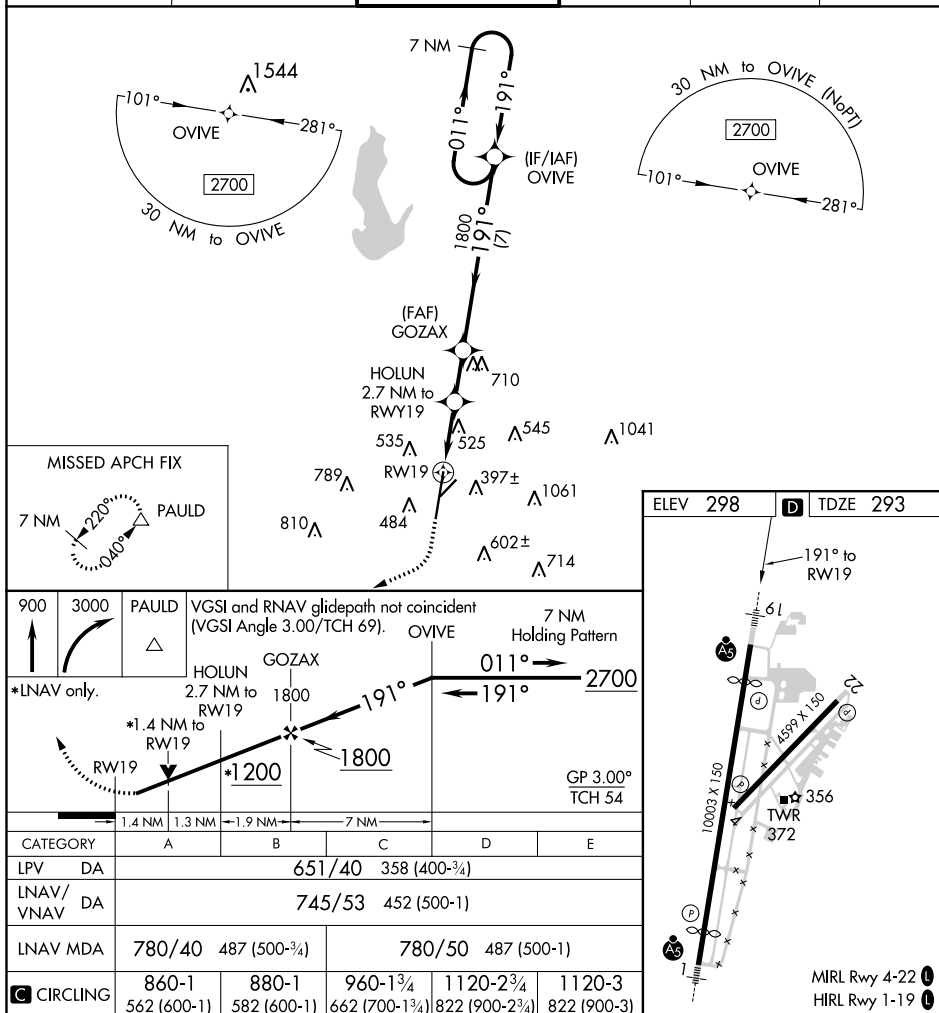 7 NM
1544
101°
281°
OVIVE
2700
30 NM to OVIVE
011°
191°
(IF/IAF)
OVIVE
30 NM to OVIVE (NoPT)
2700
OVIVE
101°
281°
1800
191°
(7)
(FAF)
GOZAX
710
HOLUN
2.7 NM to
RWY19
535
525
545
1041
789
RW19
397±
1061
810
484
602±
714
MISSED APCH FIX
7 NM
220°
040°
PAULD
ELEV 298
D
TDZE 293
191° to
RW19
19
A5
P
22
P
4599 X 150
P
10003 X 150
4
356
TWR
372
P
A5
1
MIRL Rwy 4-22 L
HIRL Rwy 1-19 L
900
3000
PAULD
VGSI and RNAV glidepath not coincident
(VGSI Angle 3.00/TCH 69).
*LNAV only.
OVIVE
7 NM
Holding Pattern
011°
191°
2700
GOZAX
1800
191°
HOLUN
2.7 NM to
RW19
*1.4 NM to
RW19
RW19
*1200
1800
GP 3.00°
TCH 54
1.4 NM 1.3 NM 1.9 NM 7 NM
CATEGORY A B C D E
LPV DA 651/40 358 (400-¾)
LNAV/
VNAV DA 745/53 452 (500-1)
LNAV MDA 780/40 487 (500-¾) 780/50 487 (500-1)
C CIRCLING 860-1 880-1 960-1¾ 1120-2¾ 1120-3
562 (600-1) 582 (600-1) 662 (700-1¾) 822 (900-2¾) 822 (900-3)